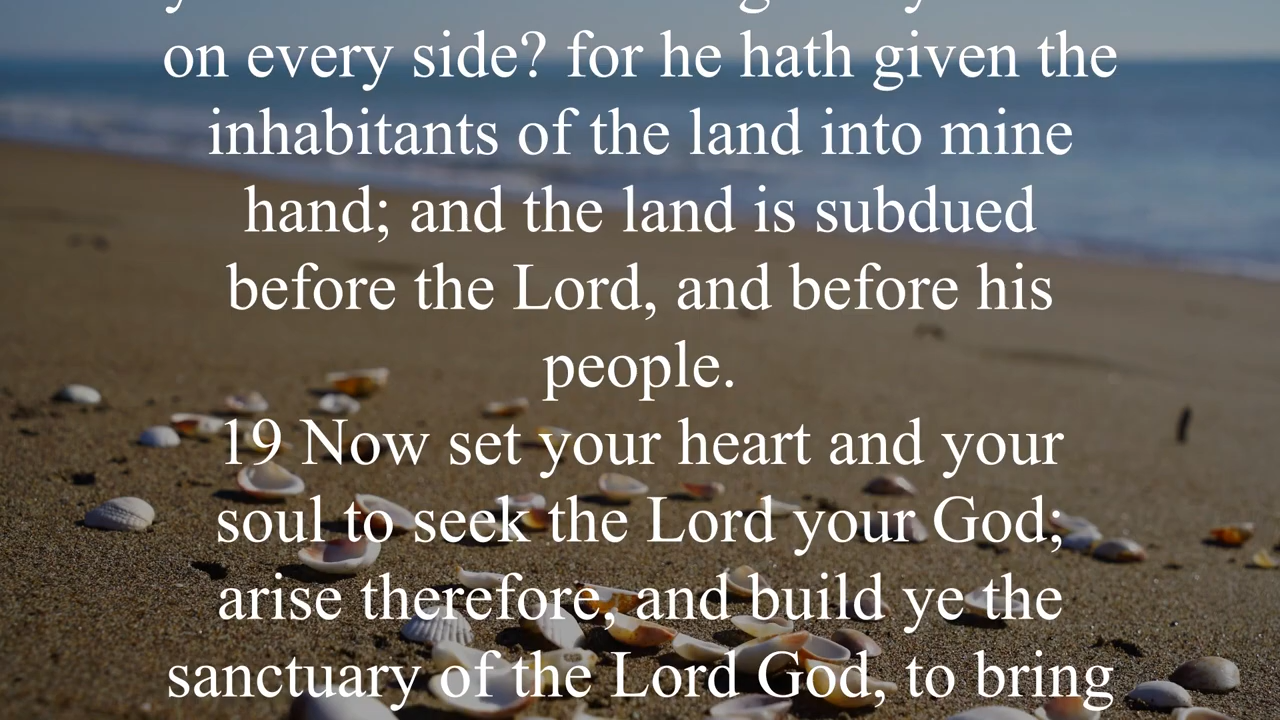 on every side? for he hath given the
inhabitants of the land into mine
hand; and the land is subdued
before the Lord, and before his
people.
19 Now set your heart and your
soul to seek the Lord your God;
arise therefore, and build ye the
sanctuary of the Lord God, to bring